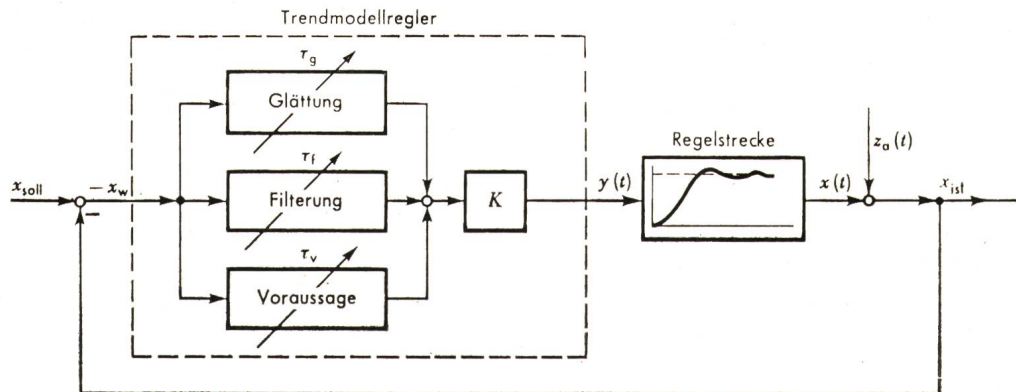 Trendmodellregler
τg
Glättung
τf
Filterung
τv
Voraussage
xsoll
− xw
−
K
y(t)
Regelstrecke
x(t)
za(t)
xist